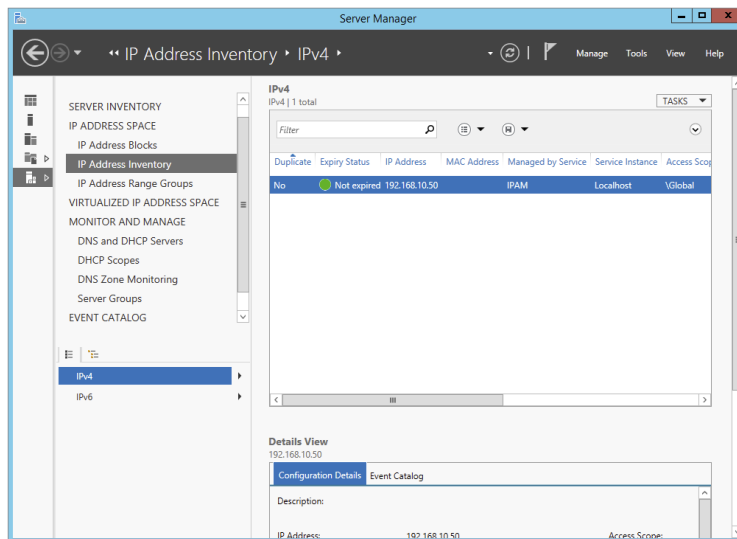 Server Manager
IP Address Inventory IPv4
Manage Tools View Help
SERVER INVENTORY
IP ADDRESS SPACE
IP Address Blocks
IP Address Inventory
IP Address Range Groups
VIRTUALIZED IP ADDRESS SPACE
MONITOR AND MANAGE
DNS and DHCP Servers
DHCP Scopes
DNS Zone Monitoring
Server Groups
EVENT CATALOG
IPv4
IPv6
IPv4
IPv4 | 1 total
TASKS
Filter
Duplicate Expiry Status IP Address MAC Address Managed by Service Service Instance Access Scop
No Not expired 192.168.10.50 IPAM Localhost \Global
Details View
192.168.10.50
Configuration Details Event Catalog
Description:
IP Address: 192.168.10.50 Access Scope: